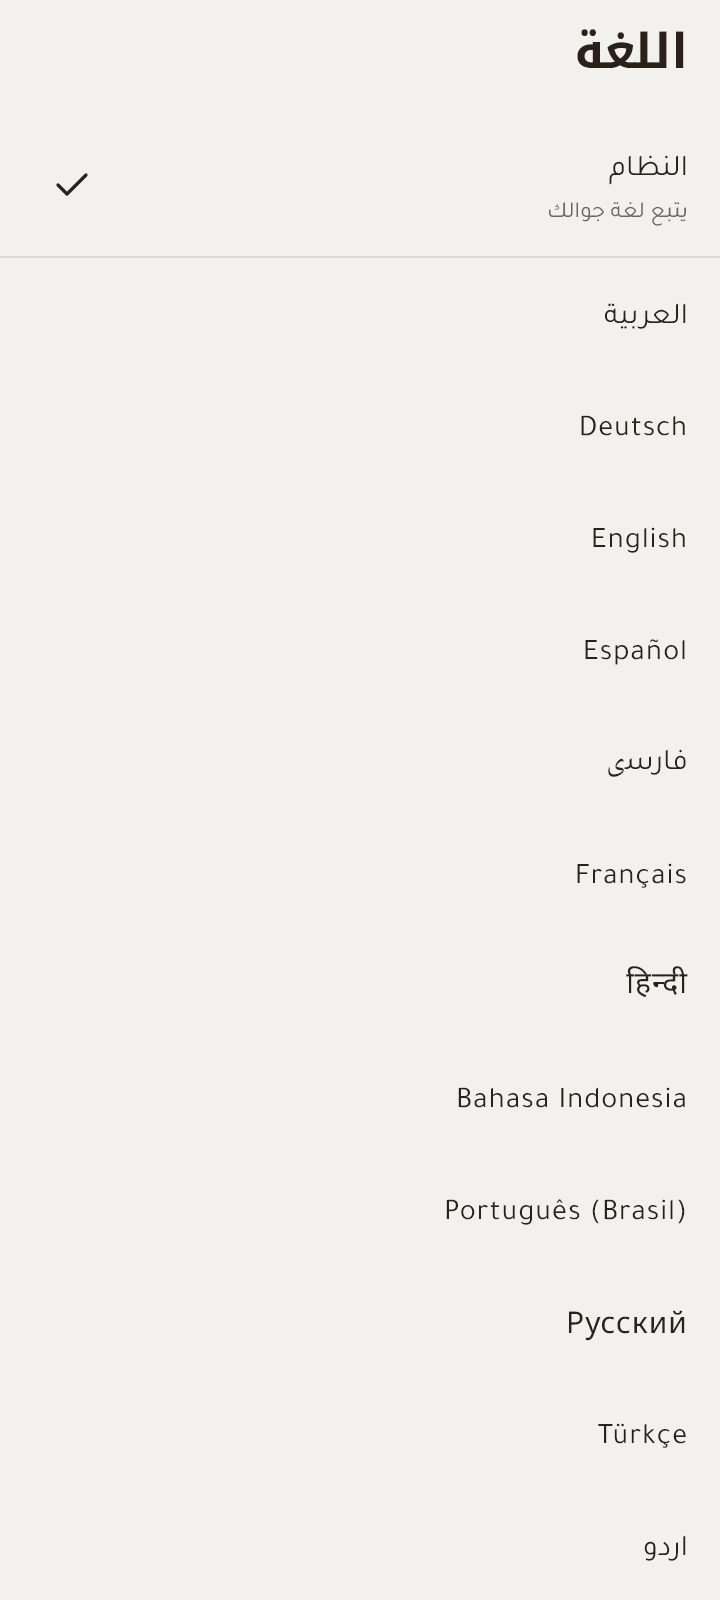 اللغة
النظام
يتبع لغة جوالك
العربية
Deutsch
English
Español
فارسی
Français
हिन्दी
Bahasa Indonesia
Português (Brasil)
Русский
Türkçe
اردو